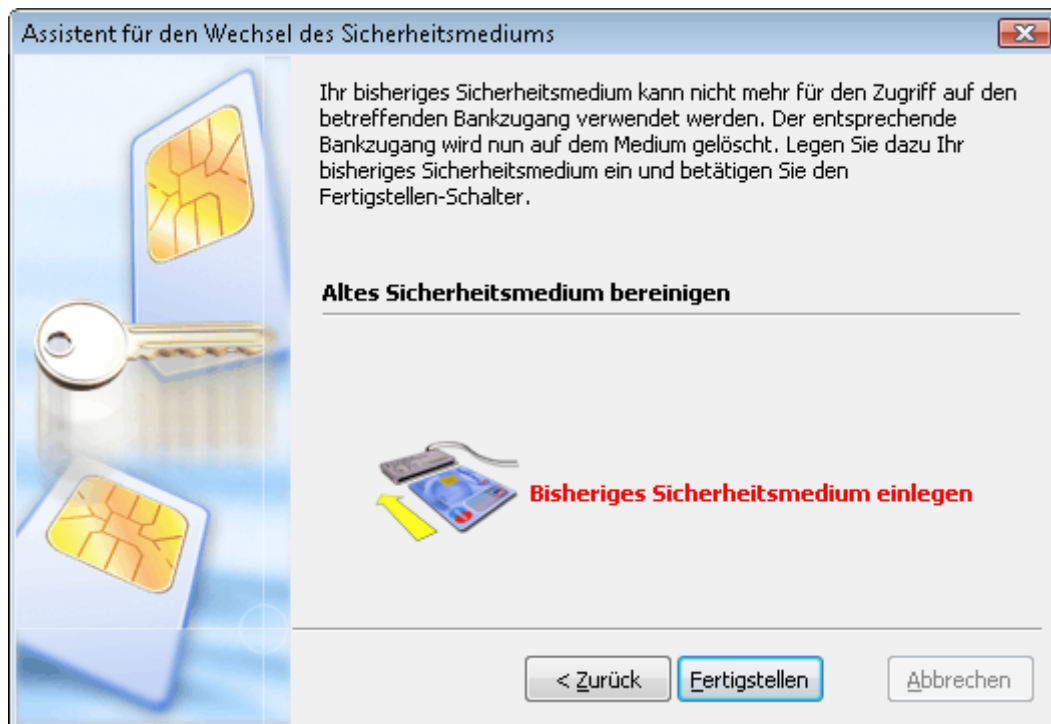 Assistent für den Wechsel des Sicherheitsmediums
Ihr bisheriges Sicherheitsmedium kann nicht mehr für den Zugriff auf den
betreffenden Bankzugang verwendet werden. Der entsprechende
Bankzugang wird nun auf dem Medium gelöscht. Legen Sie dazu Ihr
bisheriges Sicherheitsmedium ein und betätigen Sie den
Fertigstellen-Schalter.
Altes Sicherheitsmedium bereinigen
Bisheriges Sicherheitsmedium einlegen
< Zurück
Fertigstellen
Abbrechen